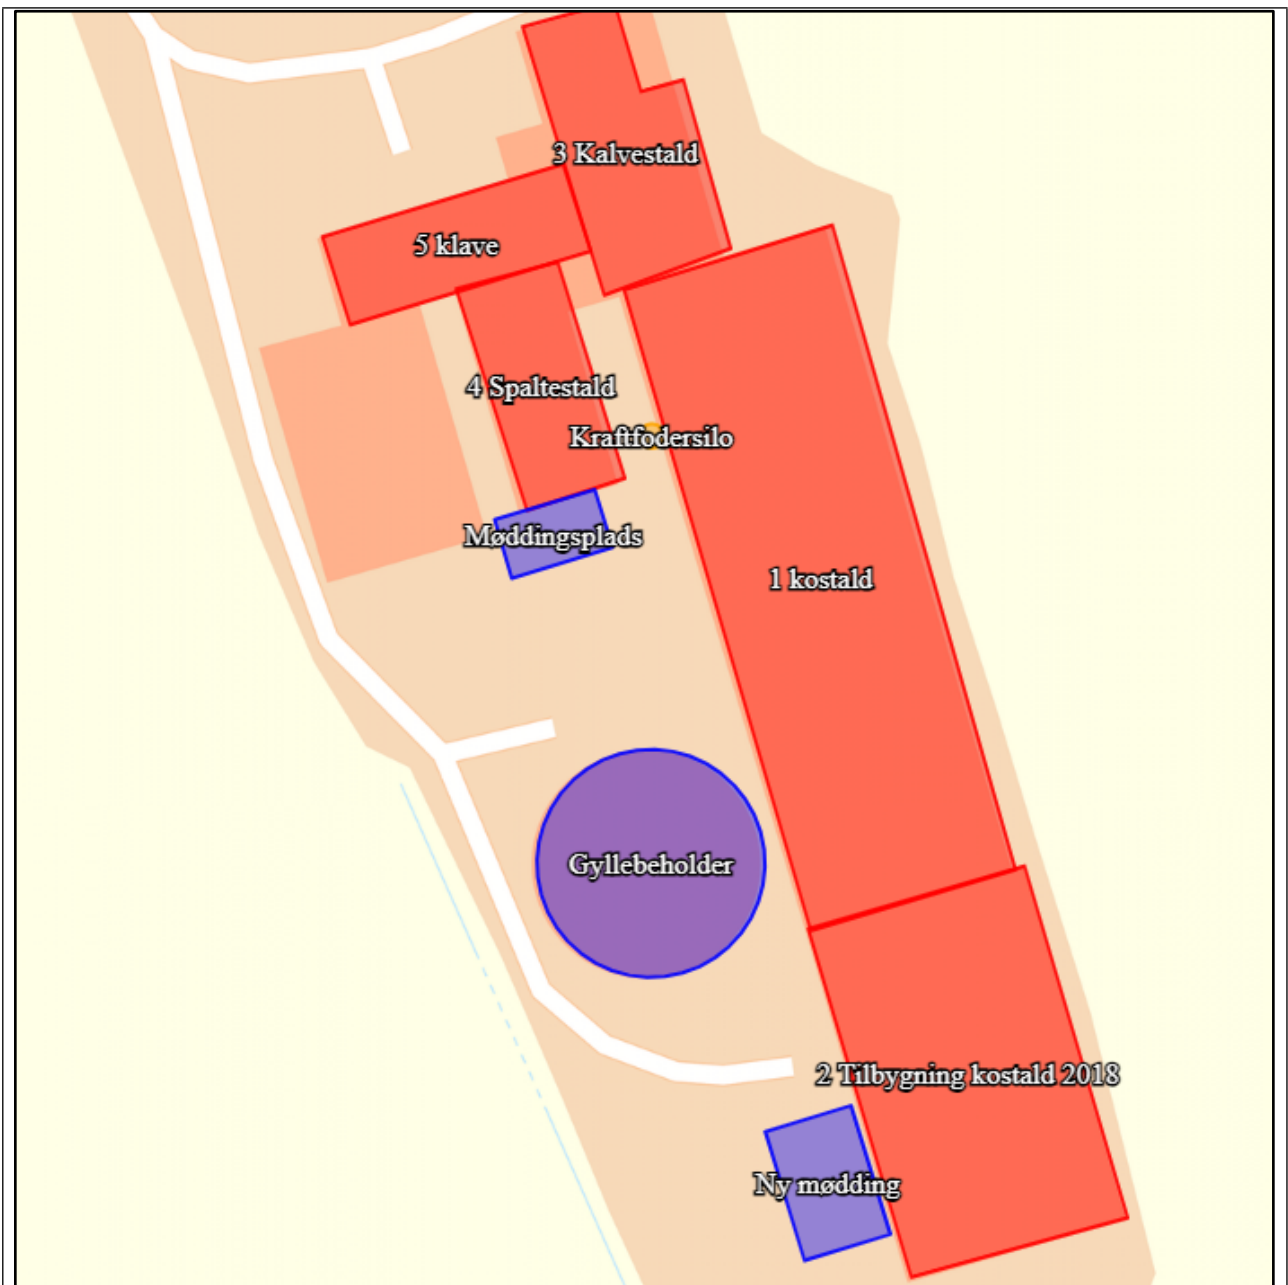 3 Kalvestald
5 klave
4 Spaltestald
Kraftfodersilo
Møddingsplads
1 kostald
Gyllebeholder
2 Tilbygning kostald 2018
Ny mødding